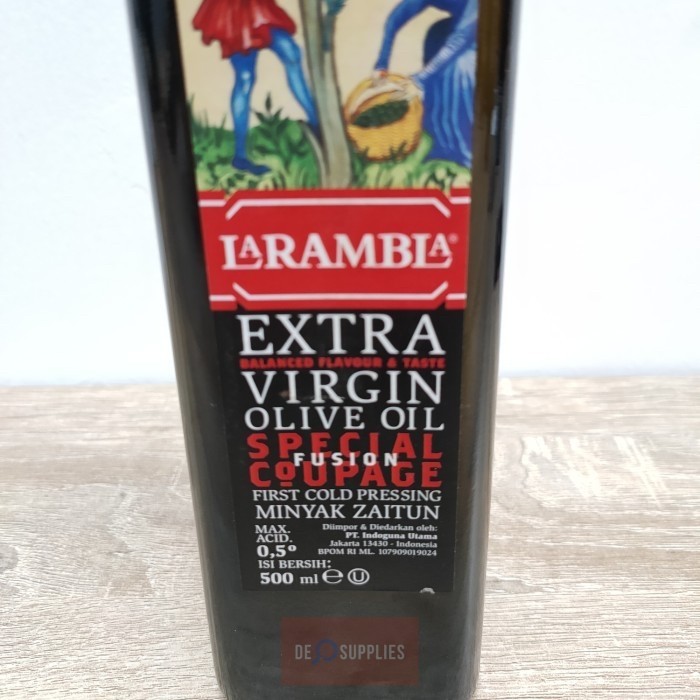 LARAMBLA®
EXTRA
BALANCED FLAVOUR & TASTE
VIRGIN
OLIVE OIL
SPECIAL
FUSION
COUPAGE
FIRST COLD PRESSING
MINYAK ZAITUN
MAX.
ACID.
0,5º
Diimpor & Diedarkan oleh:
PT. Indoguna Utama
Jakarta 13430 - Indonesia
BPOM RI ML. 107909019024
ISI BERSIH:
500 ml ℮ Ⓤ
DE SUPPLIES